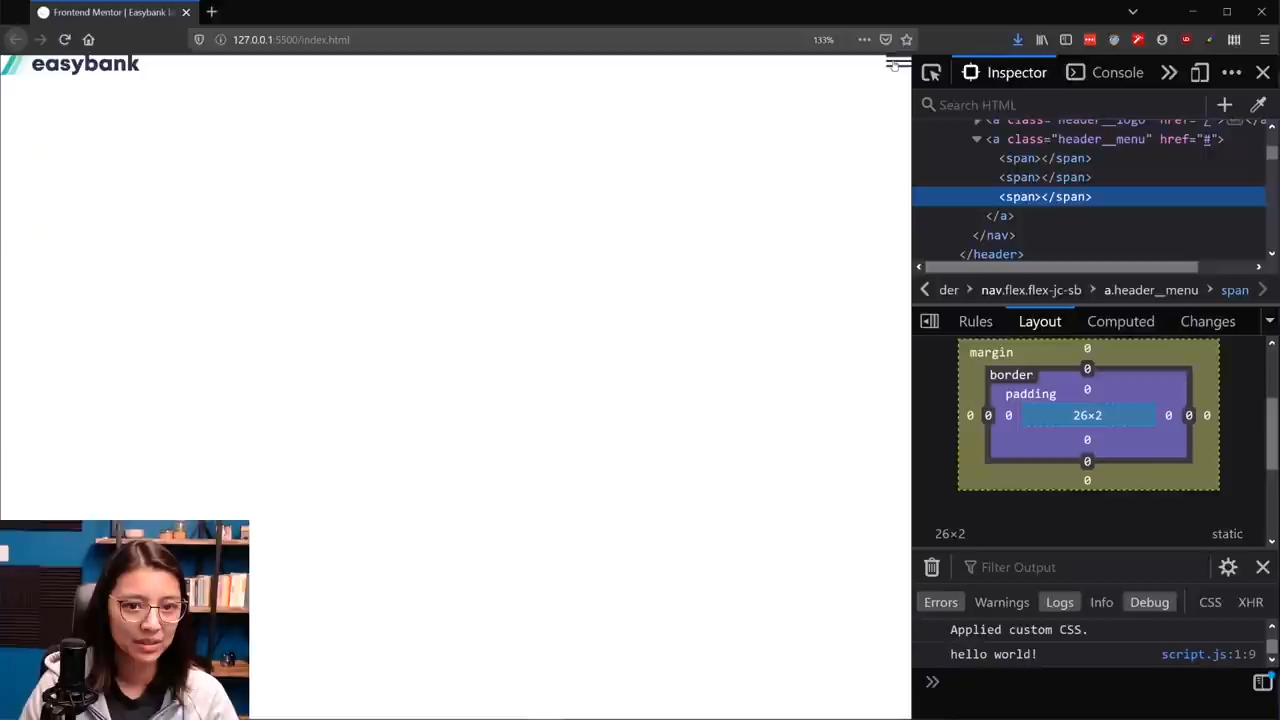 Frontend Mentor | Easybank la
127.0.0.1:5500/index.html
133%
easybank
Inspector
Console
Search HTML
<a class="header__logo" href="/">
<a class="header__menu" href="#">
<span></span>
<span></span>
<span></span>
</a>
</nav>
</header>
der
nav.flex.flex-jc-sb
a.header__menu
span
Rules
Layout
Computed
Changes
margin
0
border
0
padding
0
0 0 0 26×2 0 0 0
0
0
0
26×2
static
Filter Output
Errors
Warnings
Logs
Info
Debug
CSS
XHR
Applied custom CSS.
hello world!
script.js:1:9